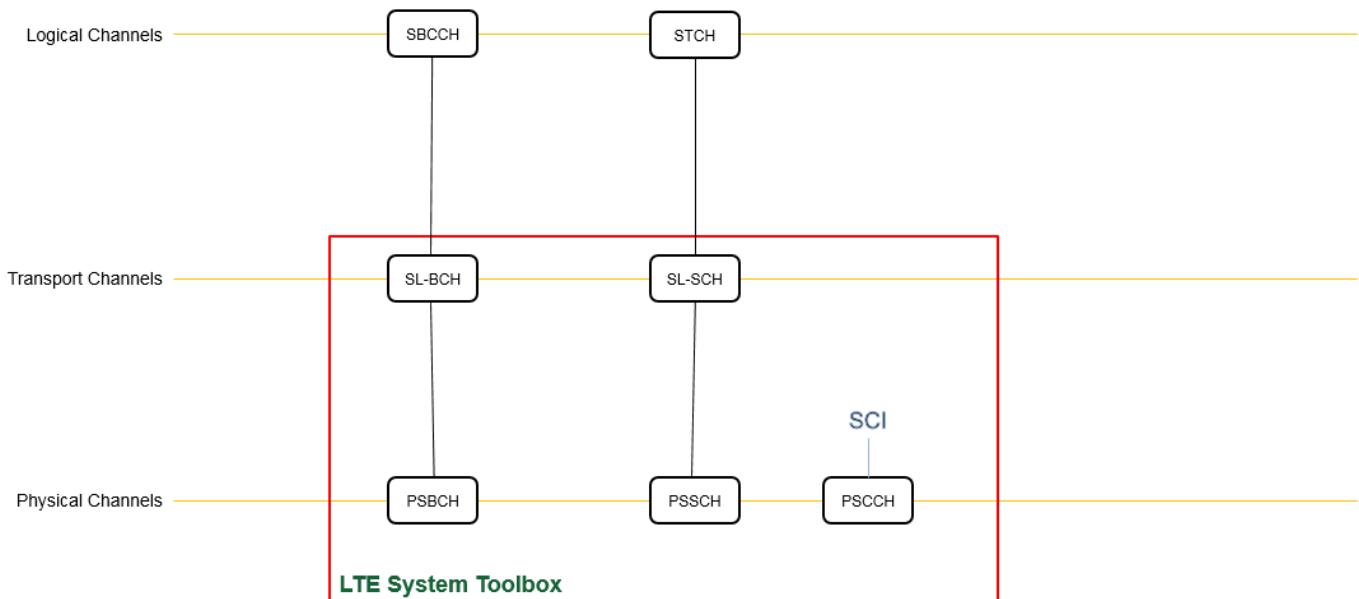 Logical Channels SBCCH STCH
Transport Channels SL-BCH SL-SCH
SCI
Physical Channels PSBCH PSSCH PSCCH
LTE System Toolbox